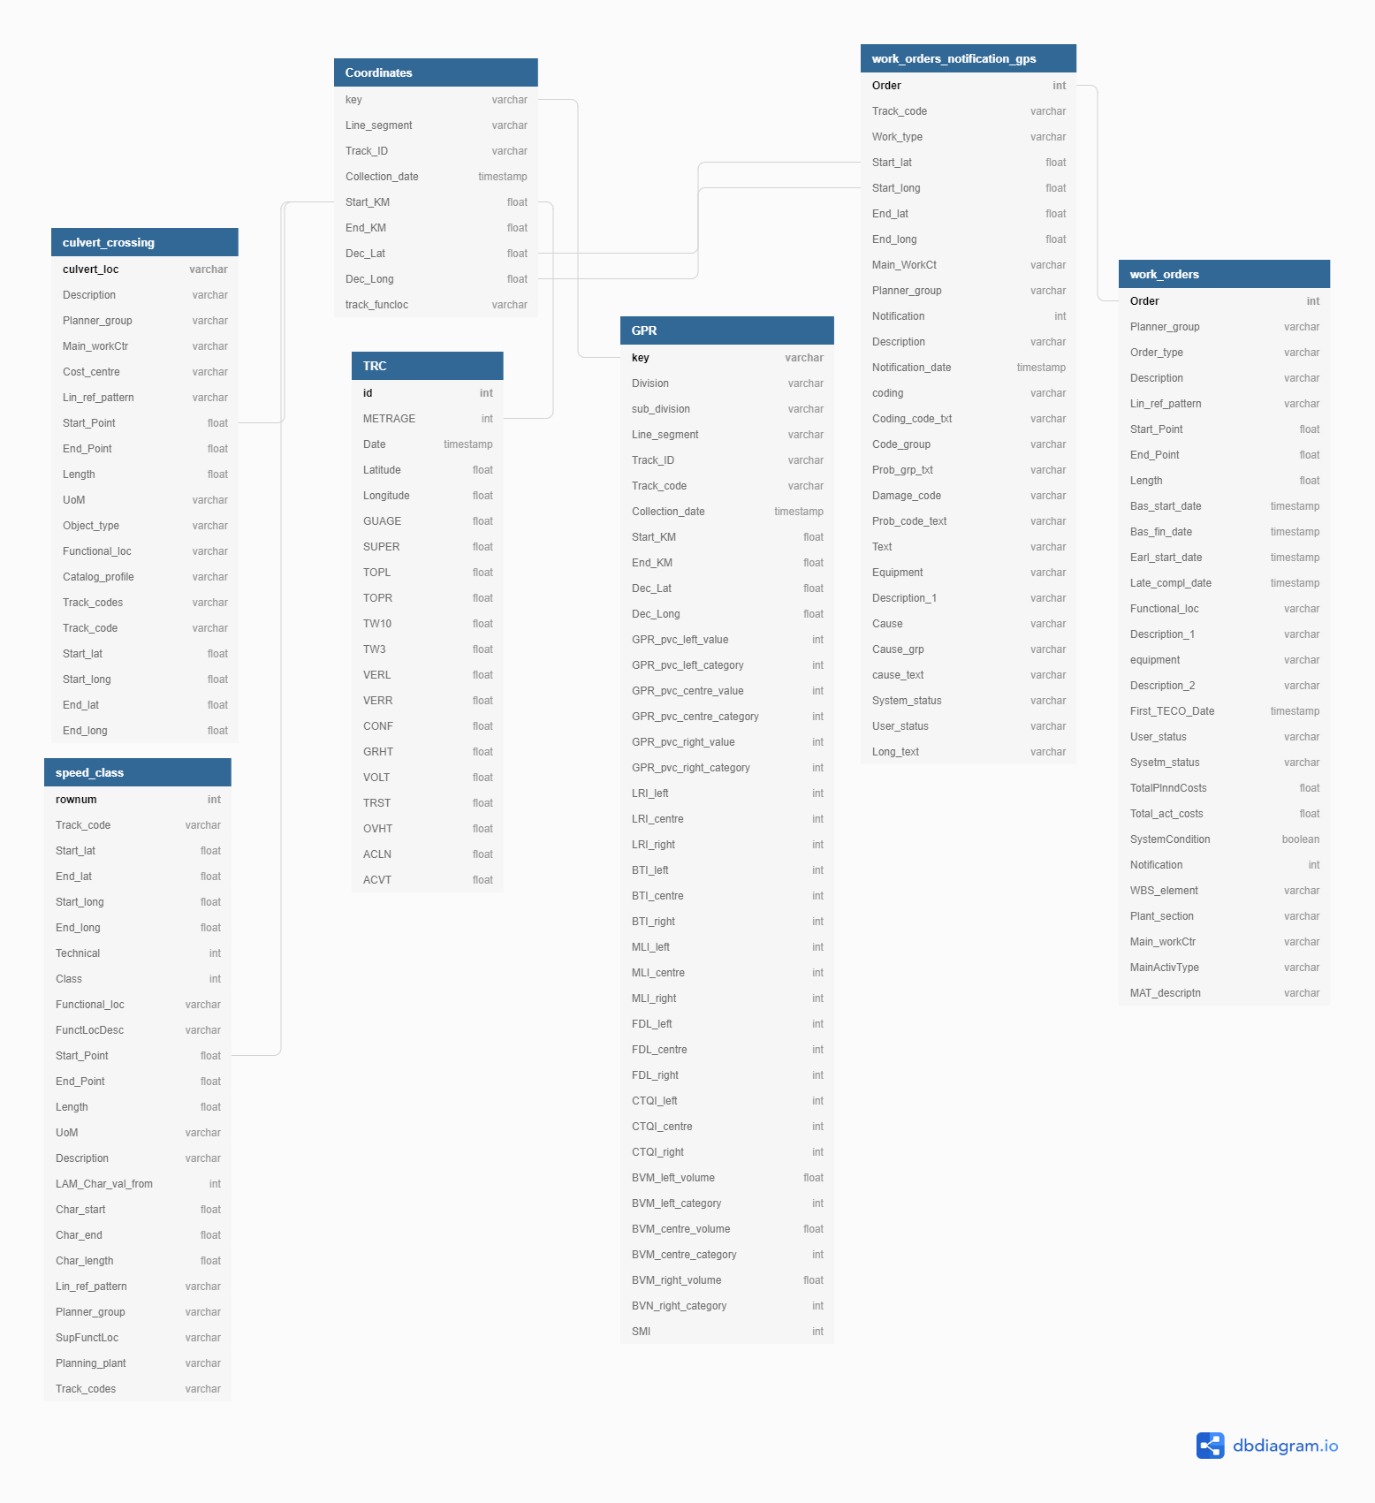 Coordinates
key varchar
Line_segment varchar
Track_ID varchar
Collection_date timestamp
Start_KM float
End_KM float
Dec_Lat float
Dec_Long float
track_funcloc varchar
work_orders_notification_gps
Order int
Track_code varchar
Work_type varchar
Start_lat float
Start_long float
End_lat float
End_long float
Main_WorkCt varchar
Planner_group varchar
Notification int
Description varchar
Notification_date timestamp
coding varchar
Coding_code_txt varchar
Code_group varchar
Prob_grp_txt varchar
Damage_code varchar
Prob_code_text varchar
Text varchar
Equipment varchar
Description_1 varchar
Cause varchar
Cause_grp varchar
cause_text varchar
System_status varchar
User_status varchar
Long_text varchar
culvert_crossing
culvert_loc varchar
Description varchar
Planner_group varchar
Main_workCtr varchar
Cost_centre varchar
Lin_ref_pattern varchar
Start_Point float
End_Point float
Length float
UoM varchar
Object_type varchar
Functional_loc varchar
Catalog_profile varchar
Track_codes varchar
Track_code varchar
Start_lat float
Start_long float
End_lat float
End_long float
TRC
id int
METRAGE int
Date timestamp
Latitude float
Longitude float
GUAGE float
SUPER float
TOPL float
TOPR float
TW10 float
TW3 float
VERL float
VERR float
CONF float
GRHT float
VOLT float
TRST float
OVHT float
ACLN float
ACVT float
GPR
key varchar
Division varchar
sub_division varchar
Line_segment varchar
Track_ID varchar
Track_code varchar
Collection_date timestamp
Start_KM float
End_KM float
Dec_Lat float
Dec_Long float
GPR_pvc_left_value int
GPR_pvc_left_category int
GPR_pvc_centre_value int
GPR_pvc_centre_category int
GPR_pvc_right_value int
GPR_pvc_right_category int
LRI_left int
LRI_centre int
LRI_right int
BTI_left int
BTI_centre int
BTI_right int
MLI_left int
MLI_centre int
MLI_right int
FDL_left int
FDL_centre int
FDL_right int
CTQI_left int
CTQI_centre int
CTQI_right int
BVM_left_volume float
BVM_left_category int
BVM_centre_volume float
BVM_centre_category int
BVM_right_volume float
BVN_right_category int
SMI int
work_orders
Order int
Planner_group varchar
Order_type varchar
Description varchar
Lin_ref_pattern varchar
Start_Point float
End_Point float
Length float
Bas_start_date timestamp
Bas_fin_date timestamp
Earl_start_date timestamp
Late_compl_date timestamp
Functional_loc varchar
Description_1 varchar
equipment varchar
Description_2 varchar
First_TECO_Date timestamp
User_status varchar
Sysetm_status varchar
TotalPlnndCosts float
Total_act_costs float
SystemCondition boolean
Notification int
WBS_element varchar
Plant_section varchar
Main_workCtr varchar
MainActivType varchar
MAT_descriptn varchar
speed_class
rownum int
Track_code varchar
Start_lat float
End_lat float
Start_long float
End_long float
Technical int
Class int
Functional_loc varchar
FunctLocDesc varchar
Start_Point float
End_Point float
Length float
UoM varchar
Description varchar
LAM_Char_val_from int
Char_start float
Char_end float
Char_length float
Lin_ref_pattern varchar
Planner_group varchar
SupFunctLoc varchar
Planning_plant varchar
Track_codes varchar
dbdiagram.io